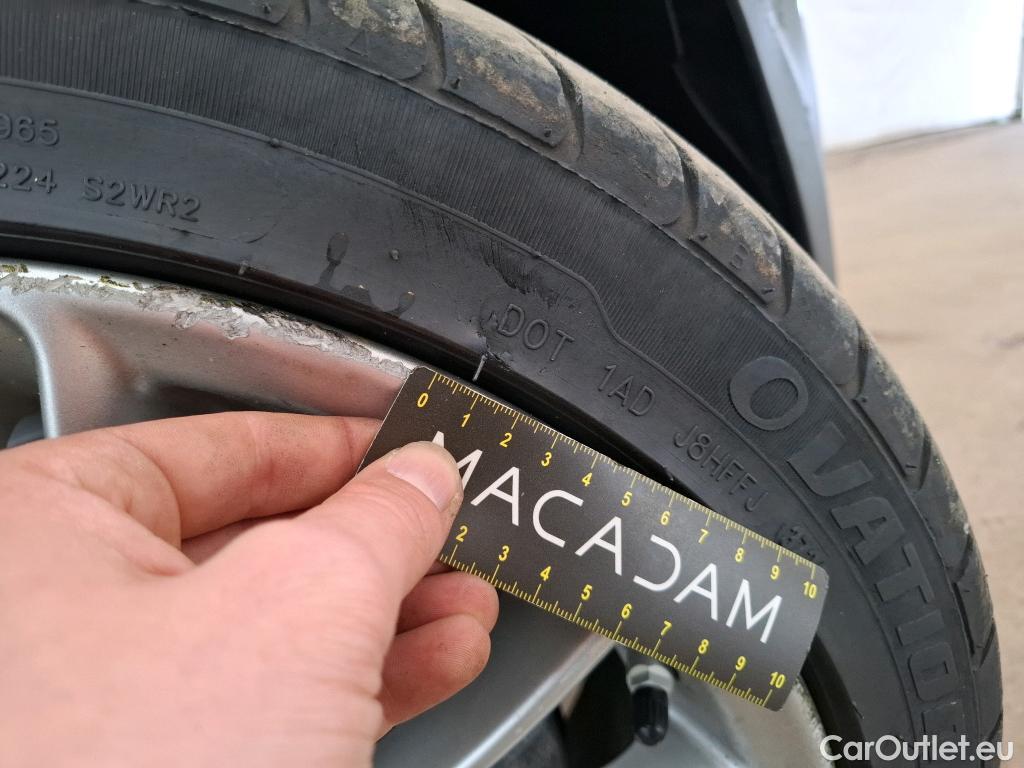 965
224 S2WR2
E
DOT 1AD J8HFFJ
OVATION
0 1 2 3 4 5 6 7 8 9 10
MACADAM
2 3 4 5 6 7 8 9 10
CarOutlet.eu